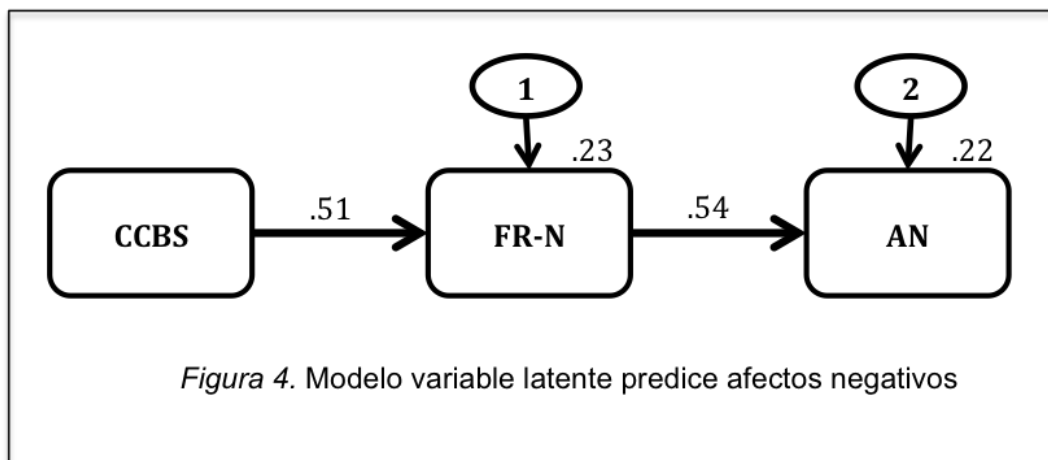 1
2
.23
.22
.51
.54
CCBS
FR-N
AN
Figura 4. Modelo variable latente predice afectos negativos